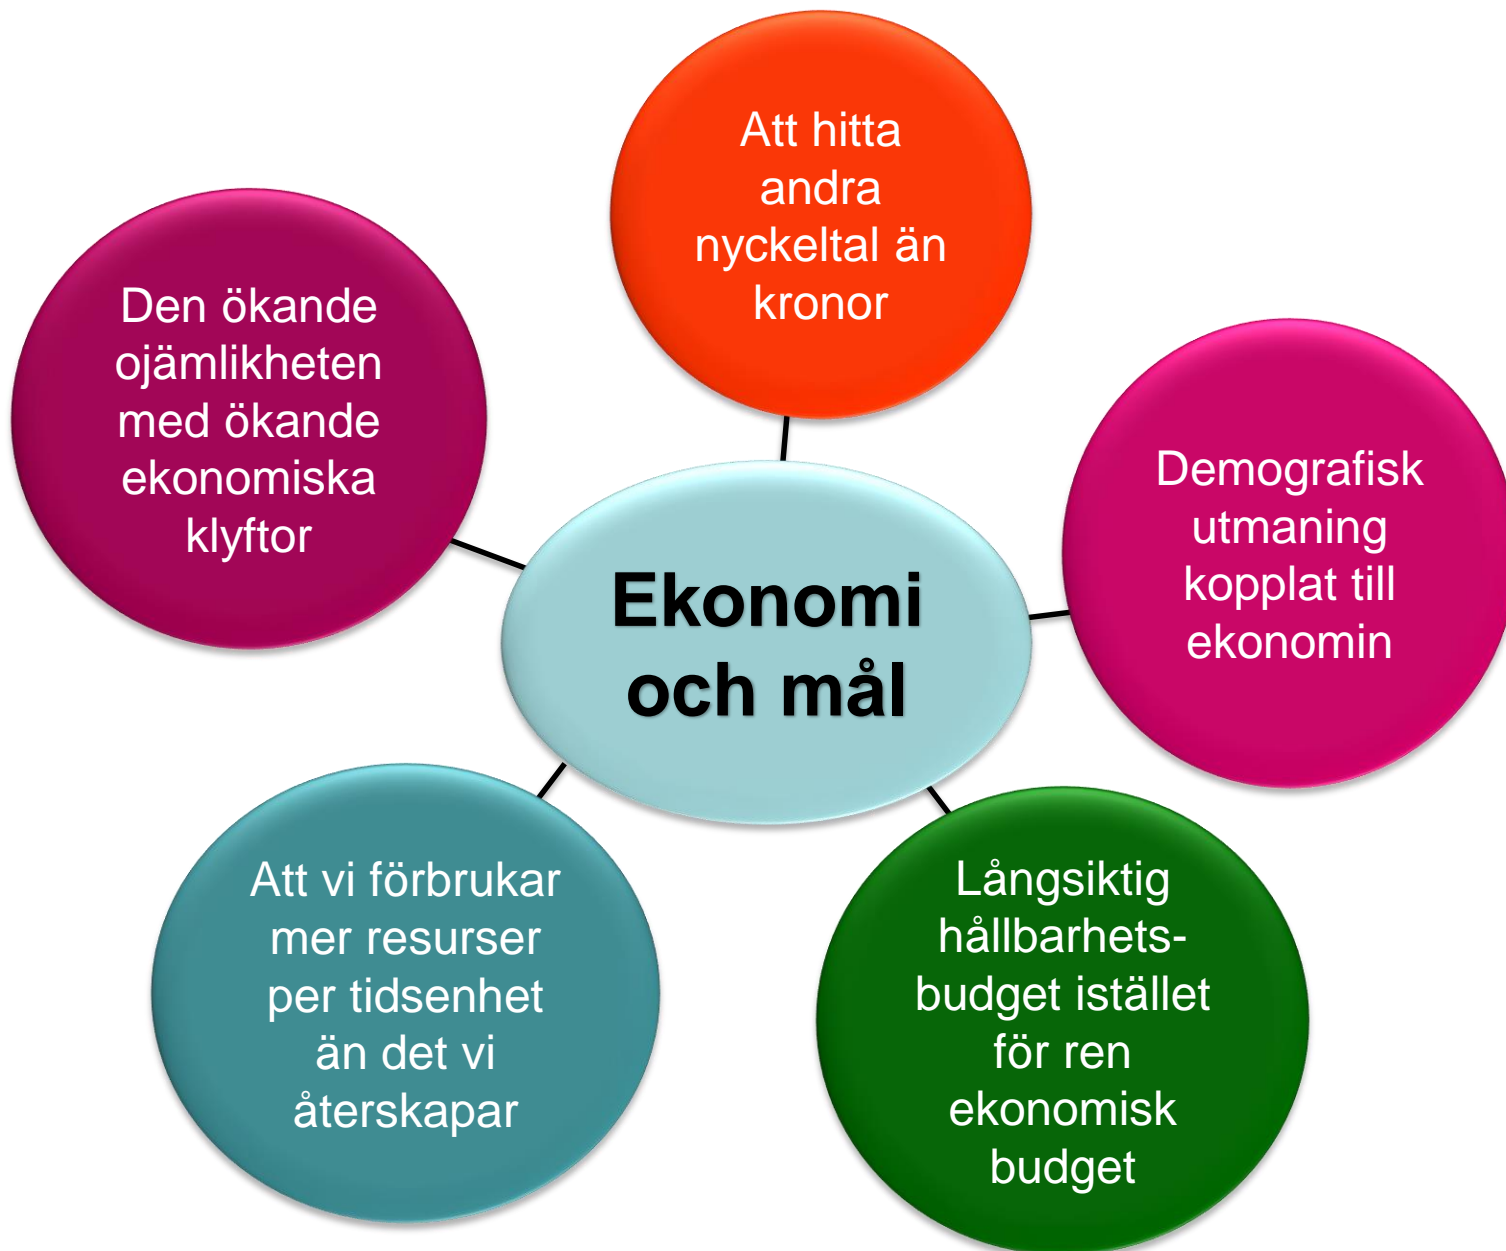 Att hitta
andra
nyckeltal än
kronor
Den ökande
ojämlikheten
med ökande
ekonomiska
klyftor
Demografisk
utmaning
kopplat till
ekonomin
Ekonomi
och mål
Att vi förbrukar
mer resurser
per tidsenhet
än det vi
återskapar
Långsiktig
hållbarhets-
budget istället
för ren
ekonomisk
budget